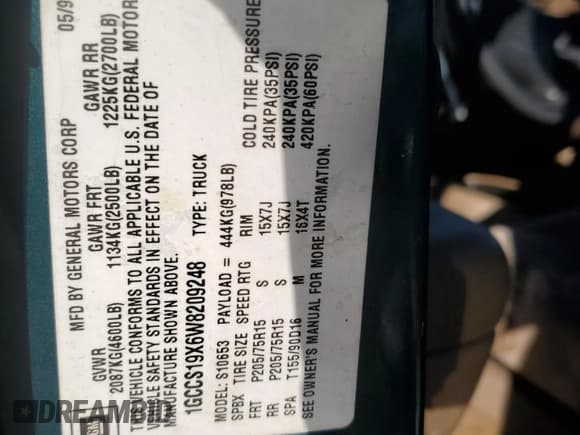 MFD BY GENERAL MOTORS CORP 05/9
GVWR GAWR FRT GAWR RR
2087KG(4600LB) 1134KG(2500LB) 1225KG(2700LB)
THIS VEHICLE CONFORMS TO ALL APPLICABLE U.S. FEDERAL MOTOR
VEHICLE SAFETY STANDARDS IN EFFECT ON THE DATE OF
MANUFACTURE SHOWN ABOVE.
1GCCS19X6W8209248 TYPE: TRUCK
MODEL: S10653 PAYLOAD = 444KG(978LB)
SPBX TIRE SIZE SPEED RTG RIM COLD TIRE PRESSURE
FRT P205/75R15 S 15X7J 240KPA(35PSI)
RR P205/75R15 S 15X7J 240KPA(35PSI)
SPA T155/90D16 M 16X4T 420KPA(60PSI)
SEE OWNER'S MANUAL FOR MORE INFORMATION.
GM
DREAMBID